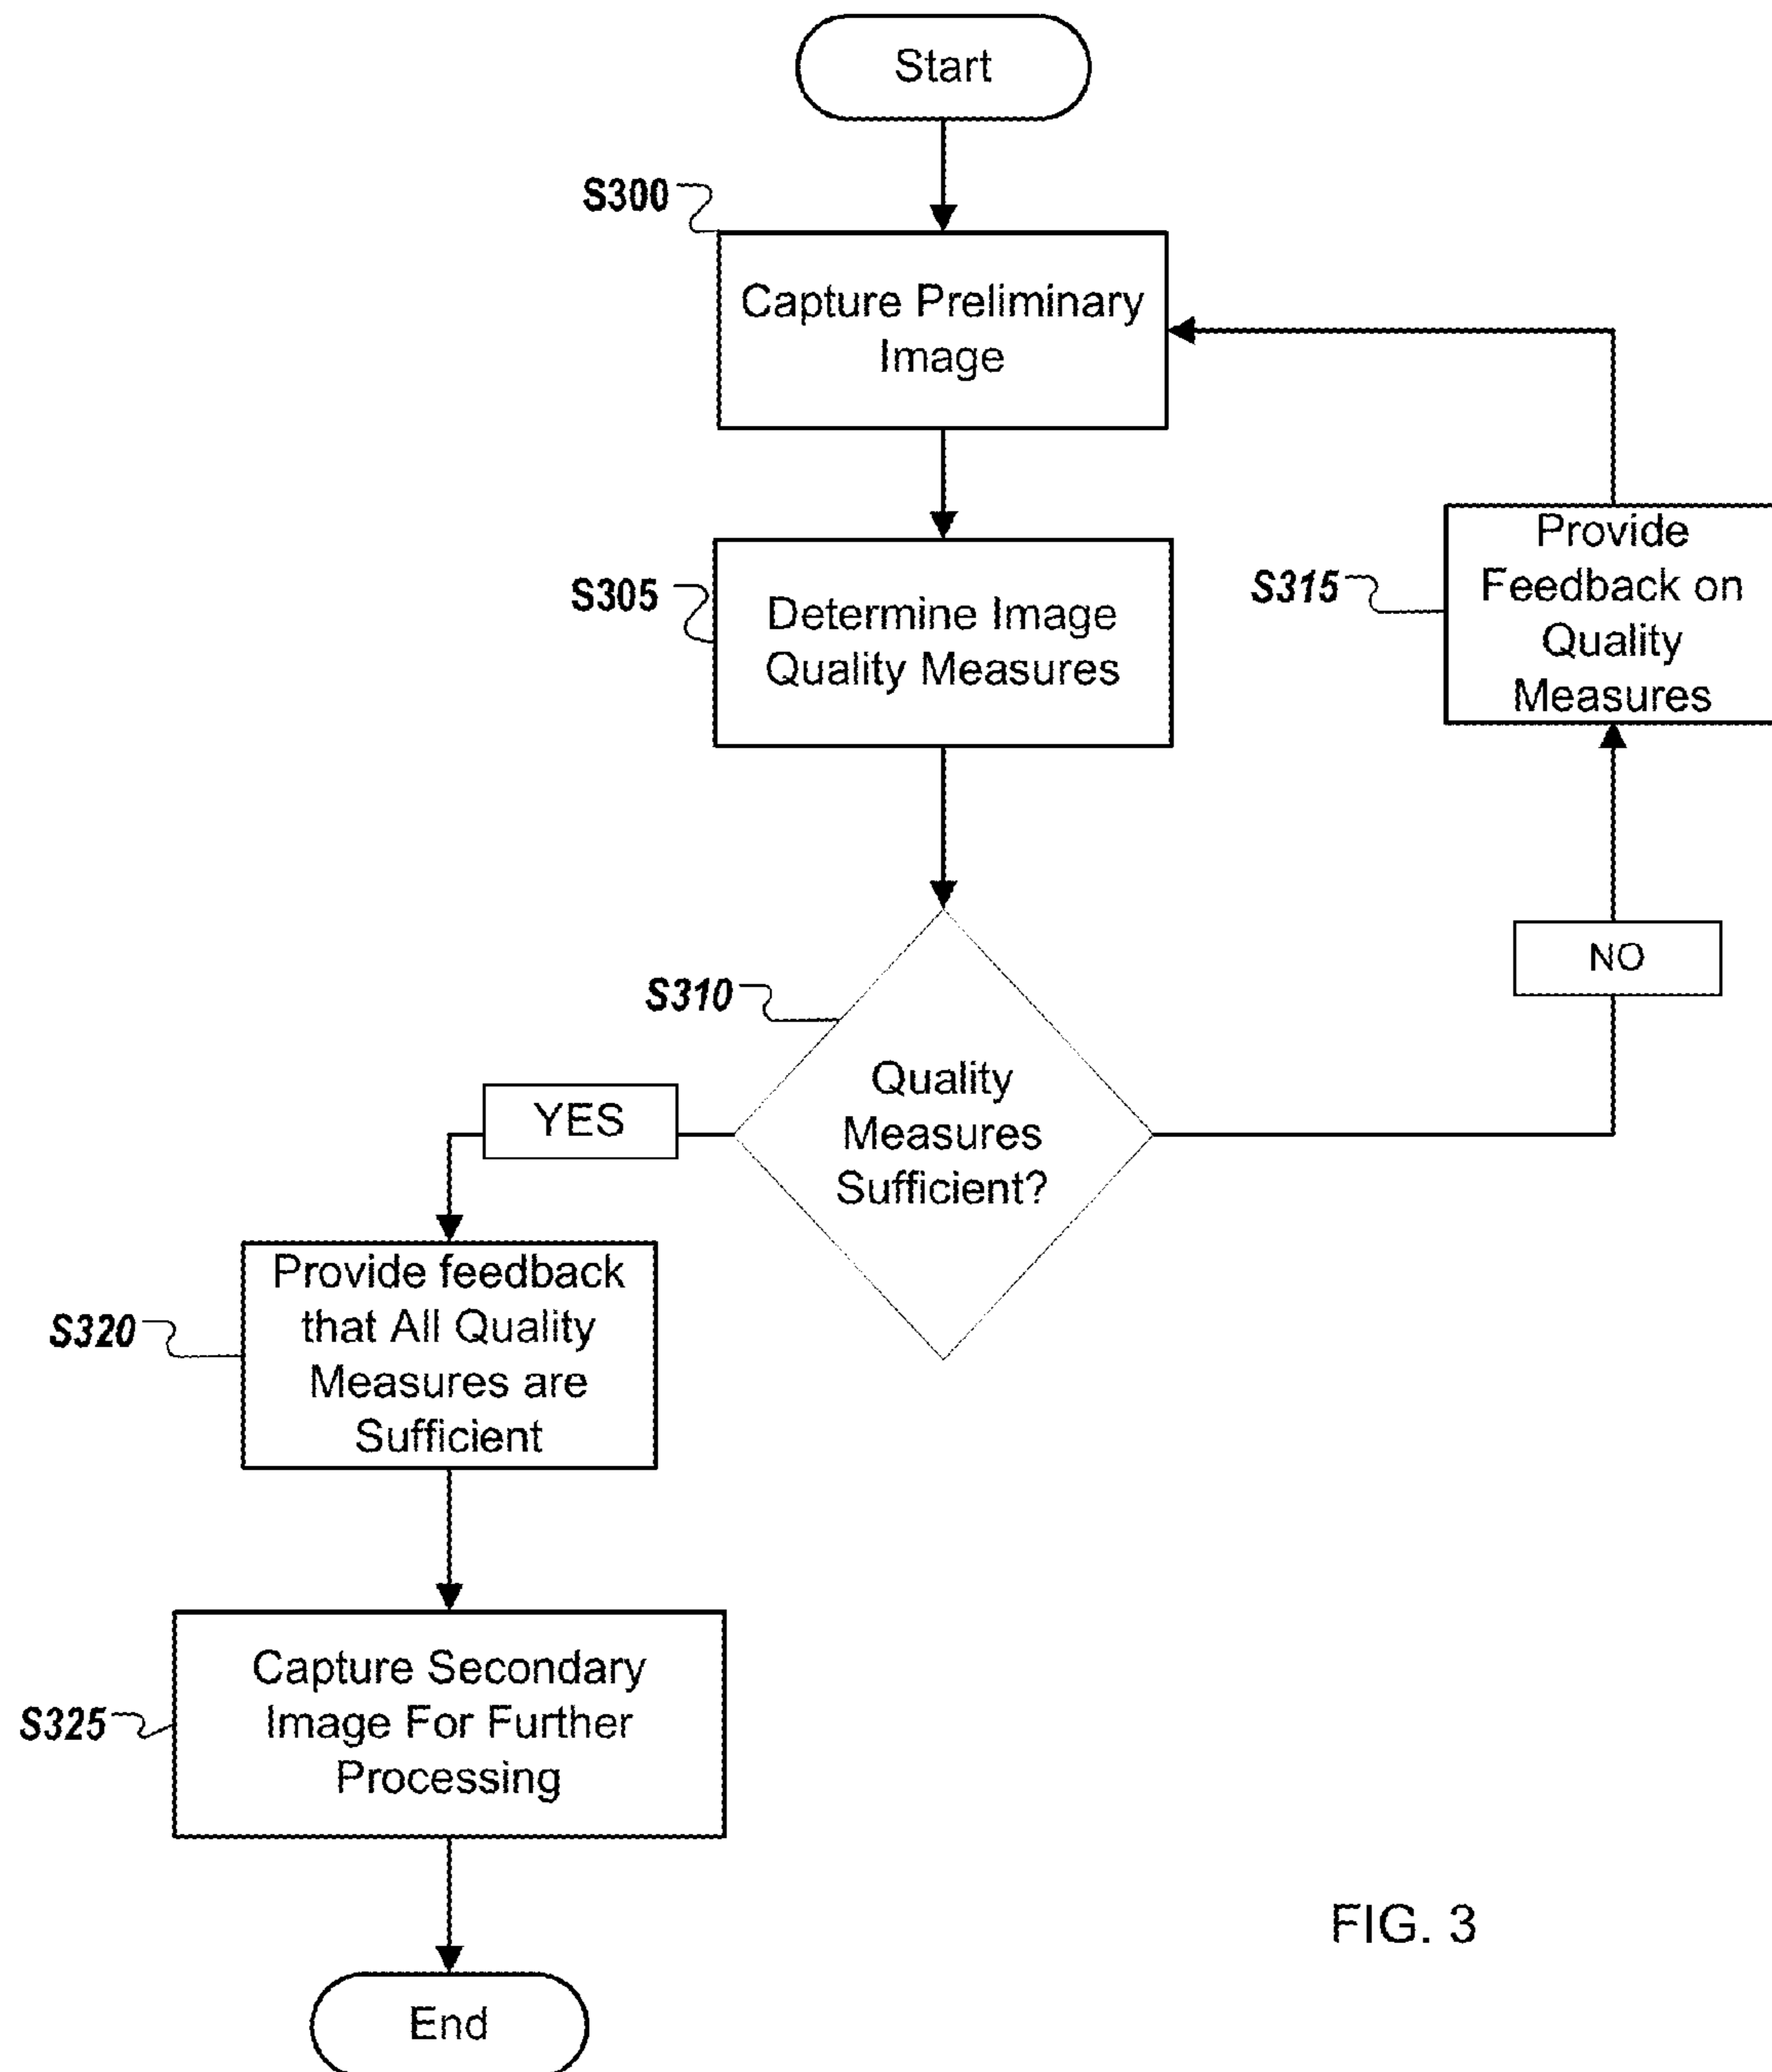 Start
S300
Capture Preliminary
Image
S305
Determine Image
Quality Measures
S315
Provide
Feedback on
Quality
Measures
S310
Quality
Measures
Sufficient?
NO
YES
S320
Provide feedback
that All Quality
Measures are
Sufficient
S325
Capture Secondary
Image For Further
Processing
End
FIG. 3